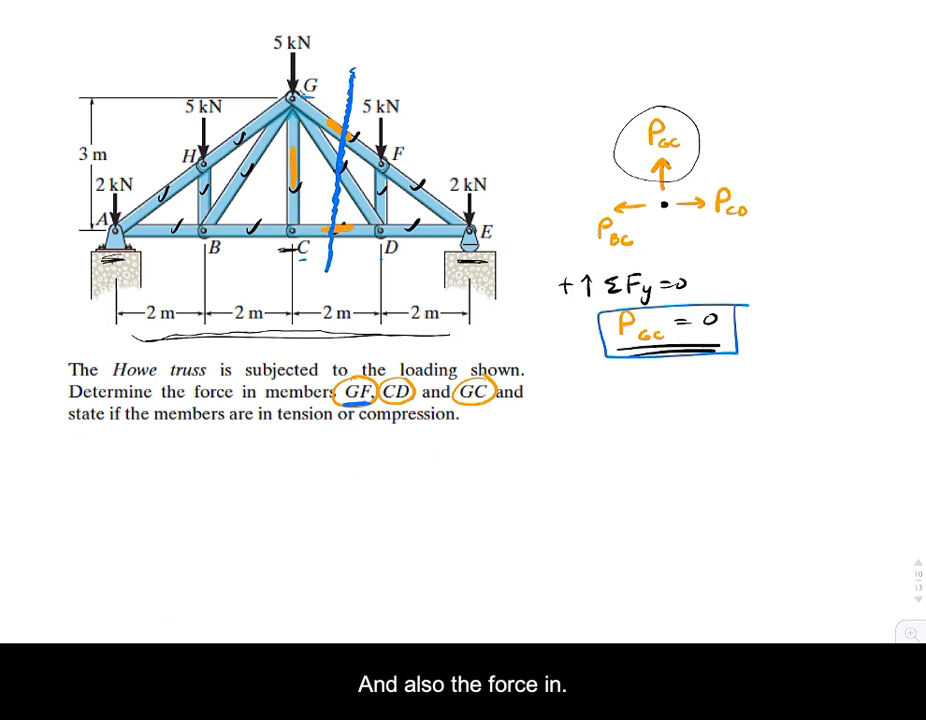 5 kN
G
5 kN
5 kN
3 m
H
F
2 kN
2 kN
A
E
B
C
D
2 m
2 m
2 m
2 m
The Howe truss is subjected to the loading shown.
Determine the force in members GF, CD and GC and
state if the members are in tension or compression.
PGC
PCD
PBC
+↑ ΣFy=0
PGC = 0
10
13
And also the force in.